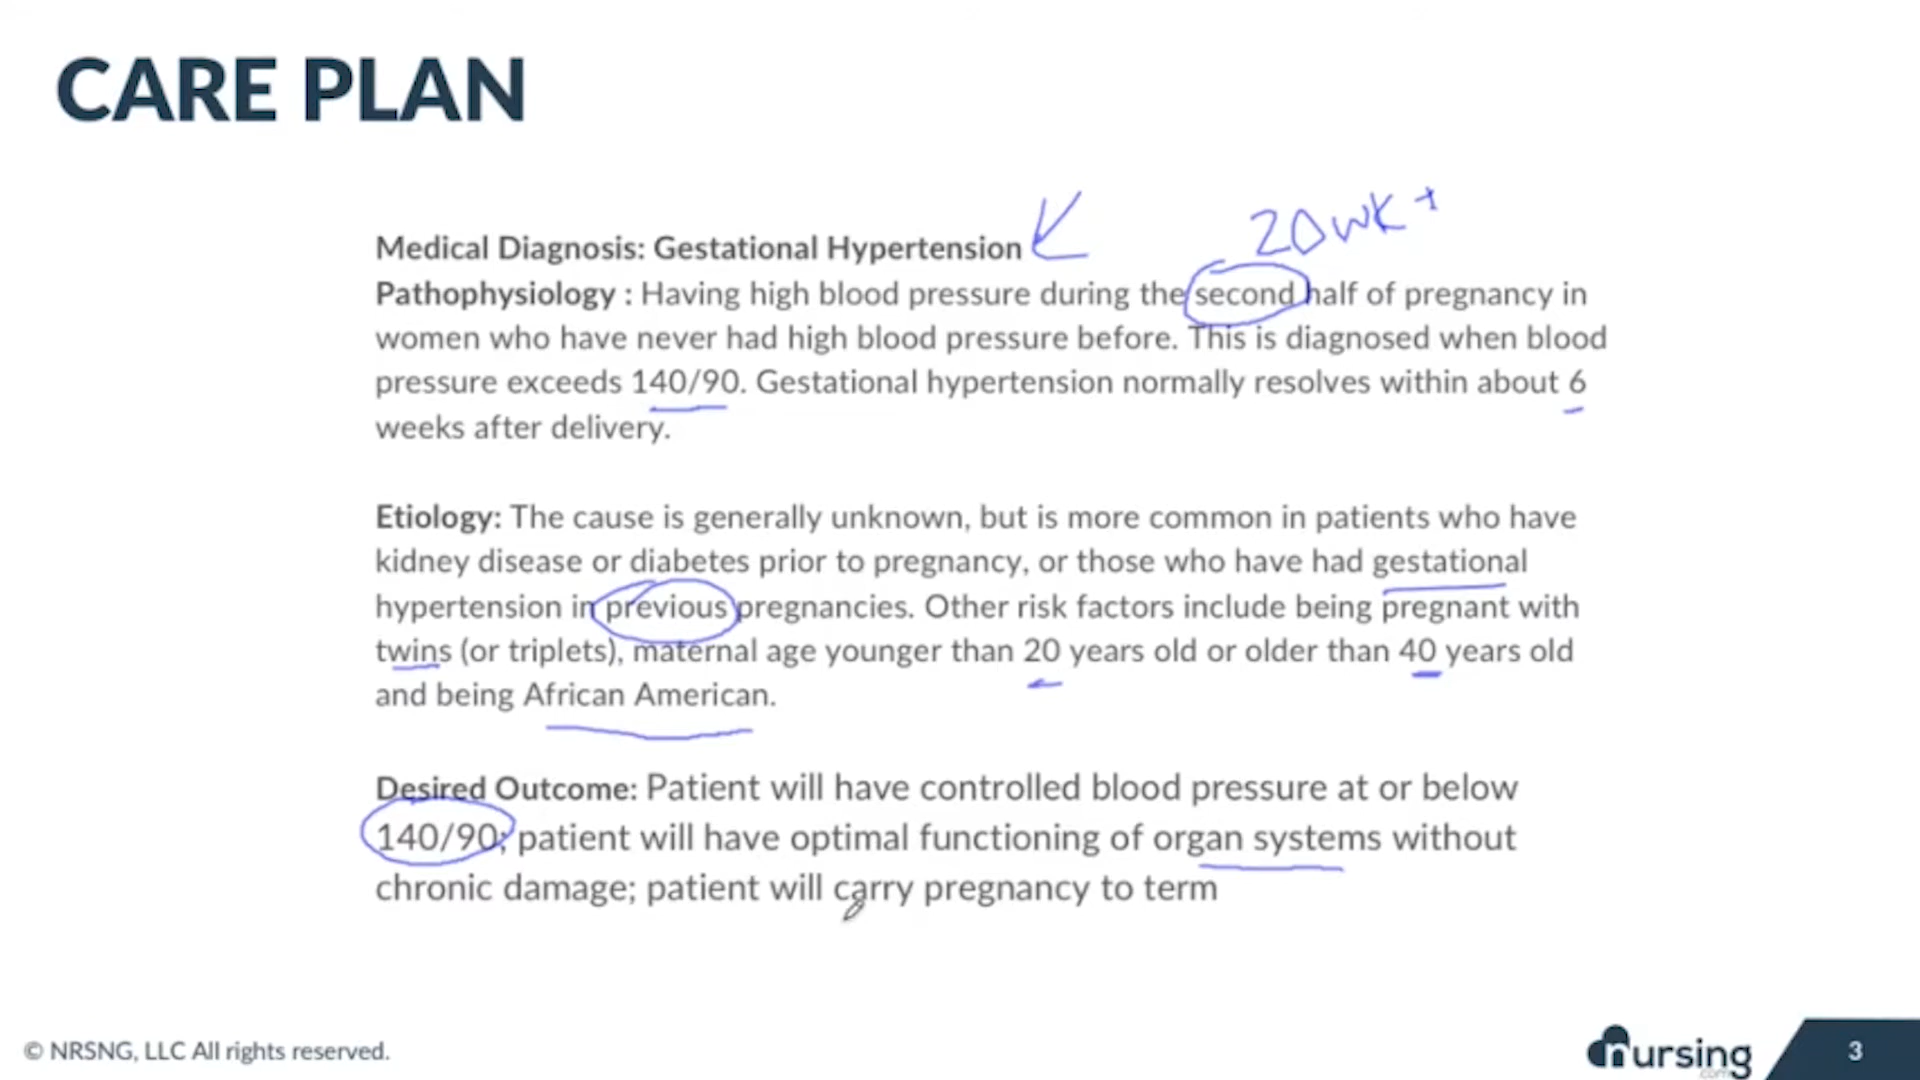 CARE PLAN
20wk+
Medical Diagnosis: Gestational Hypertension
Pathophysiology : Having high blood pressure during the second half of pregnancy in
women who have never had high blood pressure before. This is diagnosed when blood
pressure exceeds 140/90. Gestational hypertension normally resolves within about 6
weeks after delivery.
Etiology: The cause is generally unknown, but is more common in patients who have
kidney disease or diabetes prior to pregnancy, or those who have had gestational
hypertension in previous pregnancies. Other risk factors include being pregnant with
twins (or triplets), maternal age younger than 20 years old or older than 40 years old
and being African American.
Desired Outcome: Patient will have controlled blood pressure at or below
140/90; patient will have optimal functioning of organ systems without
chronic damage; patient will carry pregnancy to term
© NRSNG, LLC All rights reserved.
nursing
.com
3